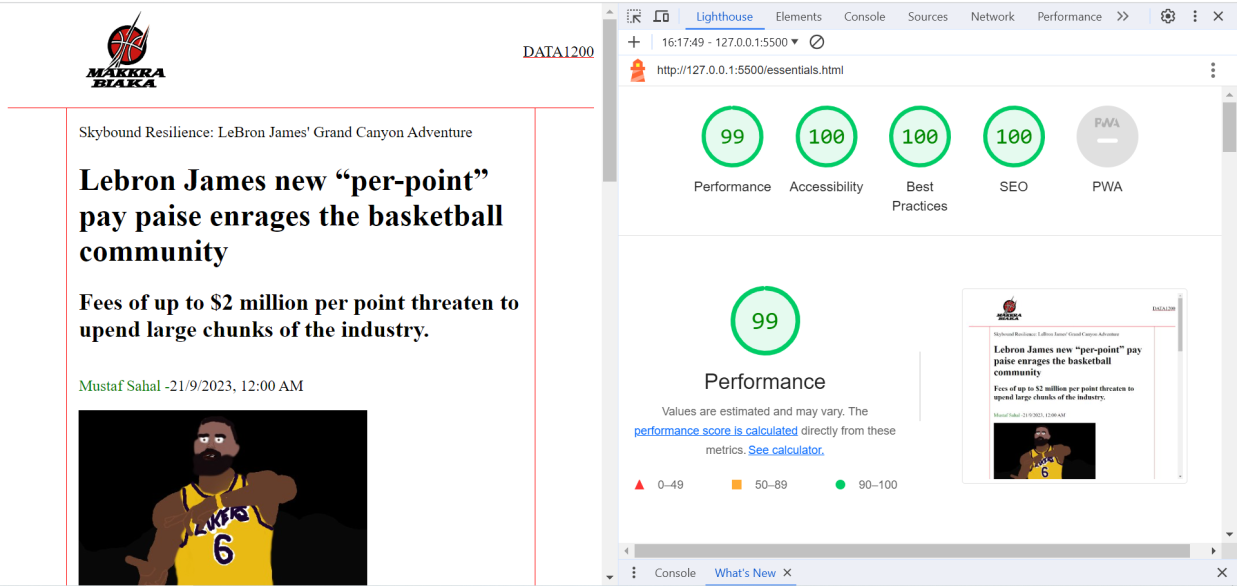 MAKKRA
BIAKA
DATA1200
Skybound Resilience: LeBron James' Grand Canyon Adventure
Lebron James new “per-point”
pay paise enrages the basketball
community
Fees of up to $2 million per point threaten to
upend large chunks of the industry.
Mustaf Sahal -21/9/2023, 12:00 AM
LAKERS
6
Lighthouse Elements Console Sources Network Performance
16:17:49 - 127.0.0.1:5500
http://127.0.0.1:5500/essentials.html
99 100 100 100 PWA
Performance Accessibility Best Practices SEO PWA
99
Performance
Values are estimated and may vary. The
performance score is calculated directly from these
metrics. See calculator.
0–49 50–89 90–100
MAKKRA
BIAKA
DATA1200
Skybound Resilience: LeBron James' Grand Canyon Adventure
Lebron James new “per-point” pay
paise enrages the basketball
community
Fees of up to $2 million per point threaten to
upend large chunks of the industry.
Mustaf Sahal -21/9/2023, 12:00 AM
6
Console What's New